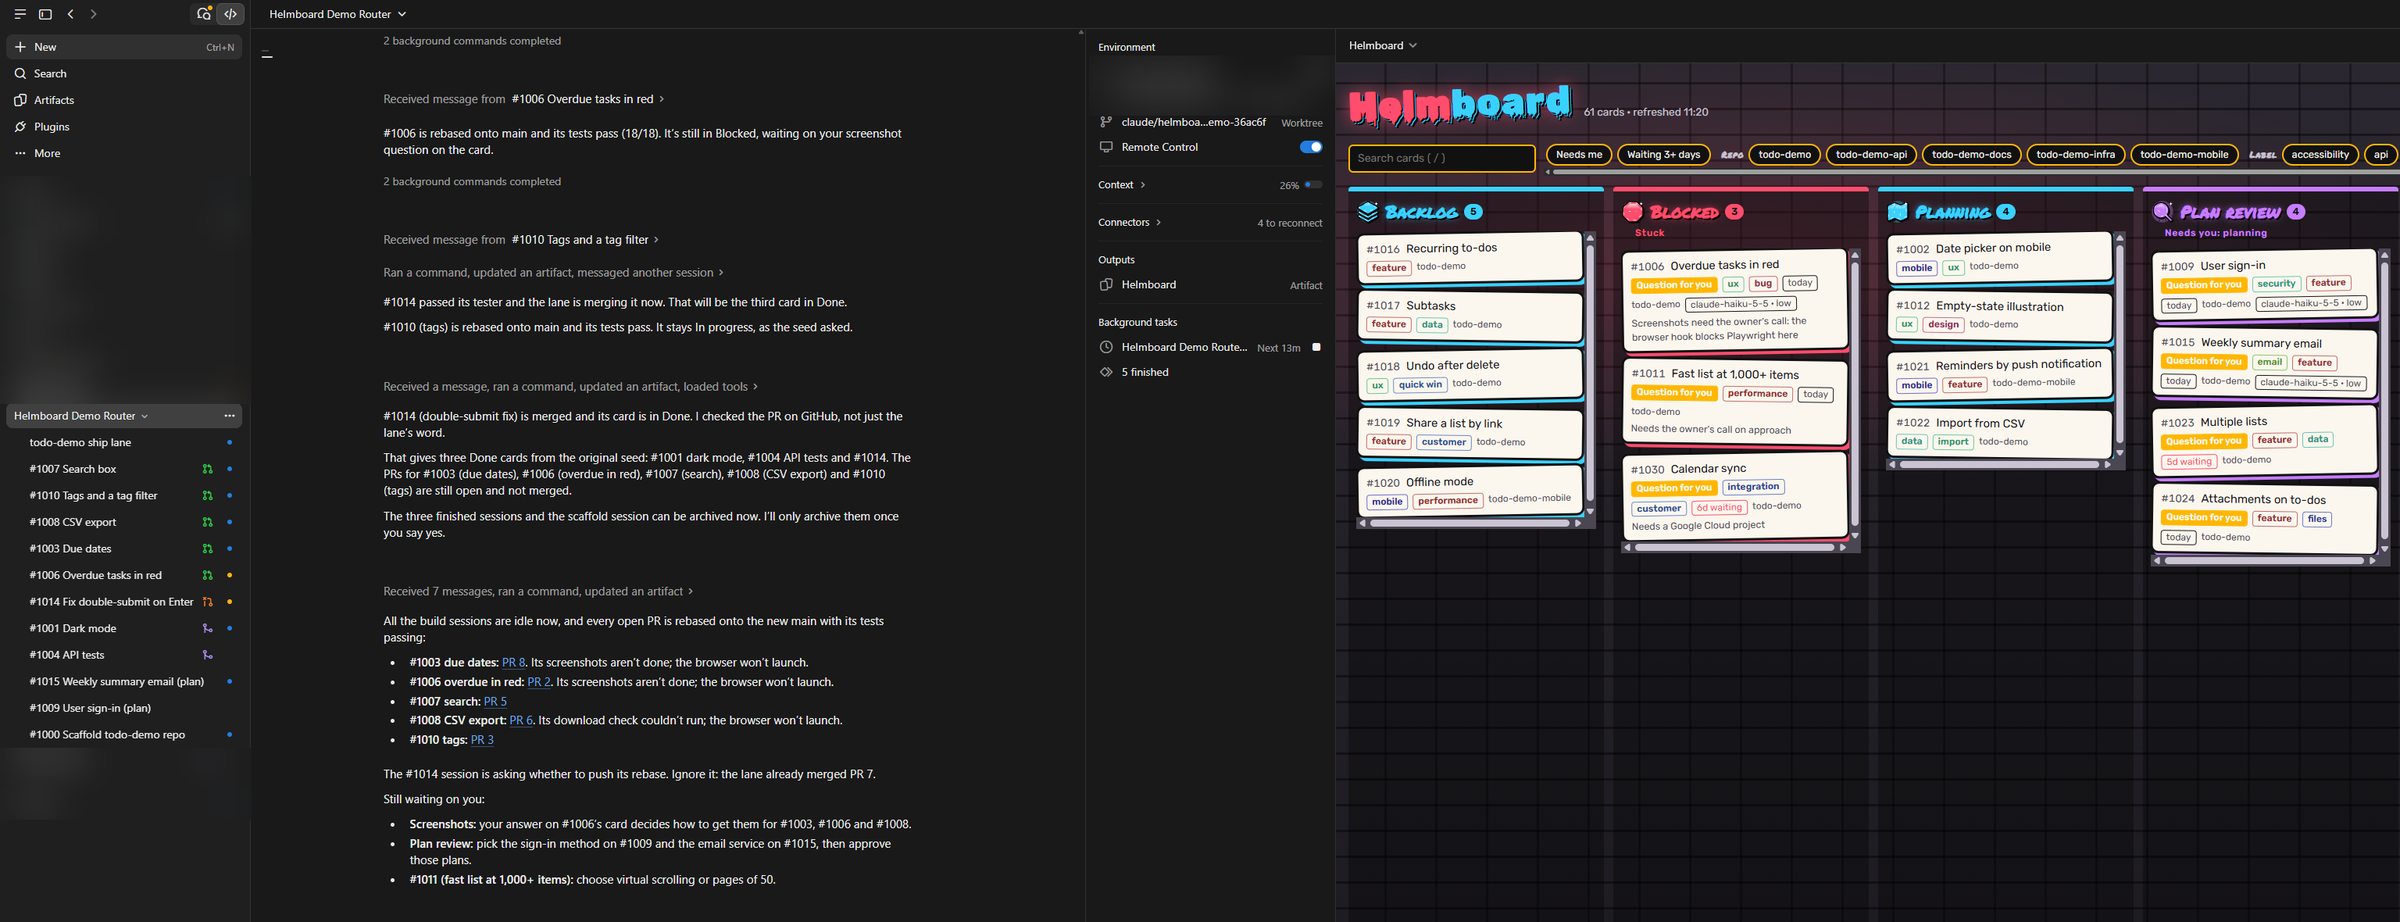 New
Ctrl+N
Search
Artifacts
Plugins
More
Helmboard Demo Router
todo-demo ship lane
#1007 Search box
#1010 Tags and a tag filter
#1008 CSV export
#1003 Due dates
#1006 Overdue tasks in red
#1014 Fix double-submit on Enter
#1001 Dark mode
#1004 API tests
#1015 Weekly summary email (plan)
#1009 User sign-in (plan)
#1000 Scaffold todo-demo repo
Helmboard Demo Router
2 background commands completed
Received message from #1006 Overdue tasks in red
#1006 is rebased onto main and its tests pass (18/18). It's still in Blocked, waiting on your screenshot
question on the card.
2 background commands completed
Received message from #1010 Tags and a tag filter
Ran a command, updated an artifact, messaged another session
#1014 passed its tester and the lane is merging it now. That will be the third card in Done.
#1010 (tags) is rebased onto main and its tests pass. It stays In progress, as the seed asked.
Received a message, ran a command, updated an artifact, loaded tools
#1014 (double-submit fix) is merged and its card is in Done. I checked the PR on GitHub, not just the
lane's word.
That gives three Done cards from the original seed: #1001 dark mode, #1004 API tests and #1014. The
PRs for #1003 (due dates), #1006 (overdue in red), #1007 (search), #1008 (CSV export) and #1010
(tags) are still open and not merged.
The three finished sessions and the scaffold session can be archived now. I'll only archive them once
you say yes.
Received 7 messages, ran a command, updated an artifact
All the build sessions are idle now, and every open PR is rebased onto the new main with its tests
passing:
• #1003 due dates: PR 8. Its screenshots aren't done; the browser won't launch.
• #1006 overdue in red: PR 2. Its screenshots aren't done; the browser won't launch.
• #1007 search: PR 5
• #1008 CSV export: PR 6. Its download check couldn't run; the browser won't launch.
• #1010 tags: PR 3
The #1014 session is asking whether to push its rebase. Ignore it: the lane already merged PR 7.
Still waiting on you:
• Screenshots: your answer on #1006's card decides how to get them for #1003, #1006 and #1008.
• Plan review: pick the sign-in method on #1009 and the email service on #1015, then approve
those plans.
• #1011 (fast list at 1,000+ items): choose virtual scrolling or pages of 50.
Environment
claude/helmboa...emo-36ac6f Worktree
Remote Control
Context 26%
Connectors 4 to reconnect
Outputs
Helmboard Artifact
Background tasks
Helmboard Demo Route... Next 13m
5 finished
Helmboard
Helmboard
61 cards • refreshed 11:20
Search cards ( / )
Needs me
Waiting 3+ days
Repo
todo-demo
todo-demo-api
todo-demo-docs
todo-demo-infra
todo-demo-mobile
Label
accessibility
api
Backlog 5
#1016 Recurring to-dos
feature todo-demo
#1017 Subtasks
feature data todo-demo
#1018 Undo after delete
ux quick win todo-demo
#1019 Share a list by link
feature customer todo-demo
#1020 Offline mode
mobile performance todo-demo-mobile
Blocked 3
Stuck
#1006 Overdue tasks in red
Question for you ux bug today
todo-demo claude-haiku-5-5 • low
Screenshots need the owner's call: the
browser hook blocks Playwright here
#1011 Fast list at 1,000+ items
Question for you performance today
todo-demo
Needs the owner's call on approach
#1030 Calendar sync
Question for you integration
customer 6d waiting todo-demo
Needs a Google Cloud project
Planning 4
#1002 Date picker on mobile
mobile ux todo-demo
#1012 Empty-state illustration
ux design todo-demo
#1021 Reminders by push notification
mobile feature todo-demo-mobile
#1022 Import from CSV
data import todo-demo
Plan review 4
Needs you: planning
#1009 User sign-in
Question for you security feature
today todo-demo claude-haiku-5-5 • low
#1015 Weekly summary email
Question for you email feature
today todo-demo claude-haiku-5-5 • low
#1023 Multiple lists
Question for you feature data
5d waiting todo-demo
#1024 Attachments on to-dos
Question for you feature files
today todo-demo